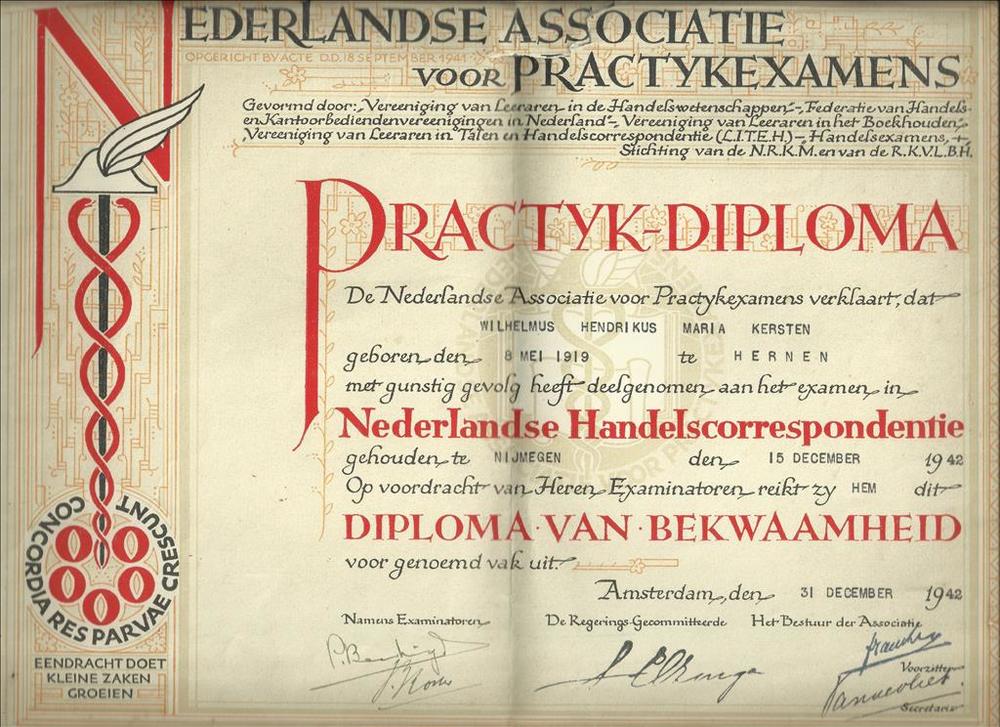 NEDERLANDSE ASSOCIATIE
OPGERICHT BY ACTE D.D. 18 SEPTEMBER 1941
VOOR PRACTYKEXAMENS
Gevormd door: „Vereeniging van Leeraren in de Handelswetenschappen"-„Federatie van Handels-
en Kantoorbediendenvereenigingen in Nederland"-„Vereeniging van Leeraren in het Boekhouden"-
„Vereeniging van Leeraren in Talen en Handelscorrespondentie (L.I.T.E.H.)-„Handelsexamens,
Stichting van de N.R.K.M. en van de R.K.V.L.B.H.
PRACTYK-DIPLOMA
De Nederlandse Associatie voor Practykexamens verklaart, dat
WILHELMUS HENDRIKUS MARIA KERSTEN
geboren den 8 MEI 1919 te HERNEN
met gunstig gevolg heeft deelgenomen aan het examen in
Nederlandse Handelscorrespondentie
gehouden te NIJMEGEN den 15 DECEMBER 1942
Op voordracht van Heren Examinatoren reikt zy HEM dit
DIPLOMA·VAN·BEKWAAMHEID
voor genoemd vak uit.
Amsterdam, den 31 DECEMBER 1942
Namens Examinatoren De Regerings-Gecommitteerde Het Bestuur der Associatie
Voorzitter
Secretaris
CONCORDIA RES PARVAE CRESCUNT
EENDRACHT DOET
KLEINE ZAKEN
GROEIEN